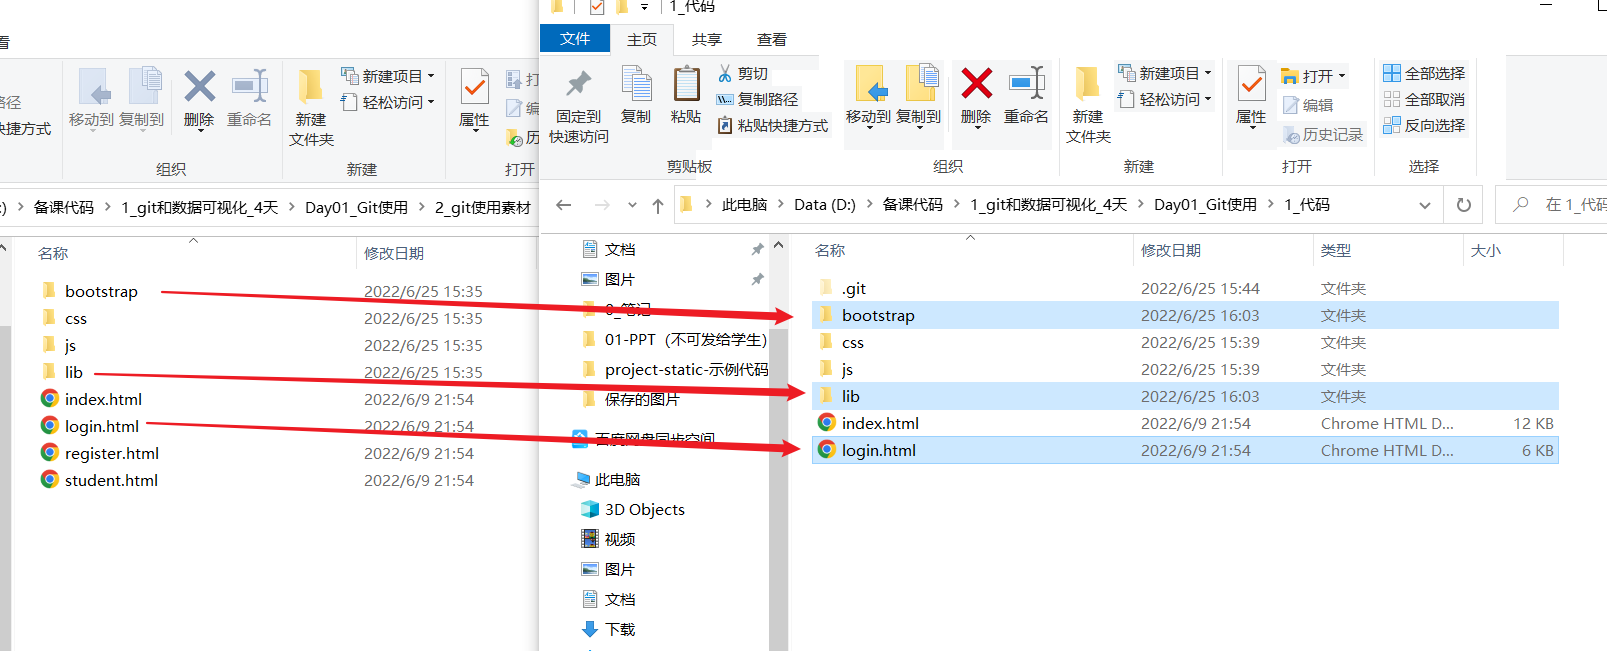 1_代码
看
文件 主页 共享 查看
径
快捷方式
移动到 复制到 删除 重命名
组织
新建
文件夹
新建项目
轻松访问
新建
属性
打
编
历
打开
固定到
快速访问
复制
粘贴
剪切
复制路径
粘贴快捷方式
剪贴板
移动到 复制到 删除 重命名
组织
新建
文件夹
新建项目
轻松访问
新建
属性
打开
编辑
历史记录
打开
全部选择
全部取消
反向选择
选择
:) > 备课代码 > 1_git和数据可视化_4天 > Day01_Git使用 > 2_git使用素材
此电脑 > Data (D:) > 备课代码 > 1_git和数据可视化_4天 > Day01_Git使用 > 1_代码
在 1_代码
名称 修改日期
bootstrap 2022/6/25 15:35
css 2022/6/25 15:35
js 2022/6/25 15:35
lib 2022/6/25 15:35
index.html 2022/6/9 21:54
login.html 2022/6/9 21:54
register.html 2022/6/9 21:54
student.html 2022/6/9 21:54
文档
图片
0_笔记
01-PPT（不可发给学生）
project-static-示例代码
保存的图片
百度网盘同步空间
此电脑
3D Objects
视频
图片
文档
下载
名称 修改日期 类型 大小
.git 2022/6/25 15:44 文件夹
bootstrap 2022/6/25 16:03 文件夹
css 2022/6/25 15:39 文件夹
js 2022/6/25 15:39 文件夹
lib 2022/6/25 16:03 文件夹
index.html 2022/6/9 21:54 Chrome HTML D... 12 KB
login.html 2022/6/9 21:54 Chrome HTML D... 6 KB